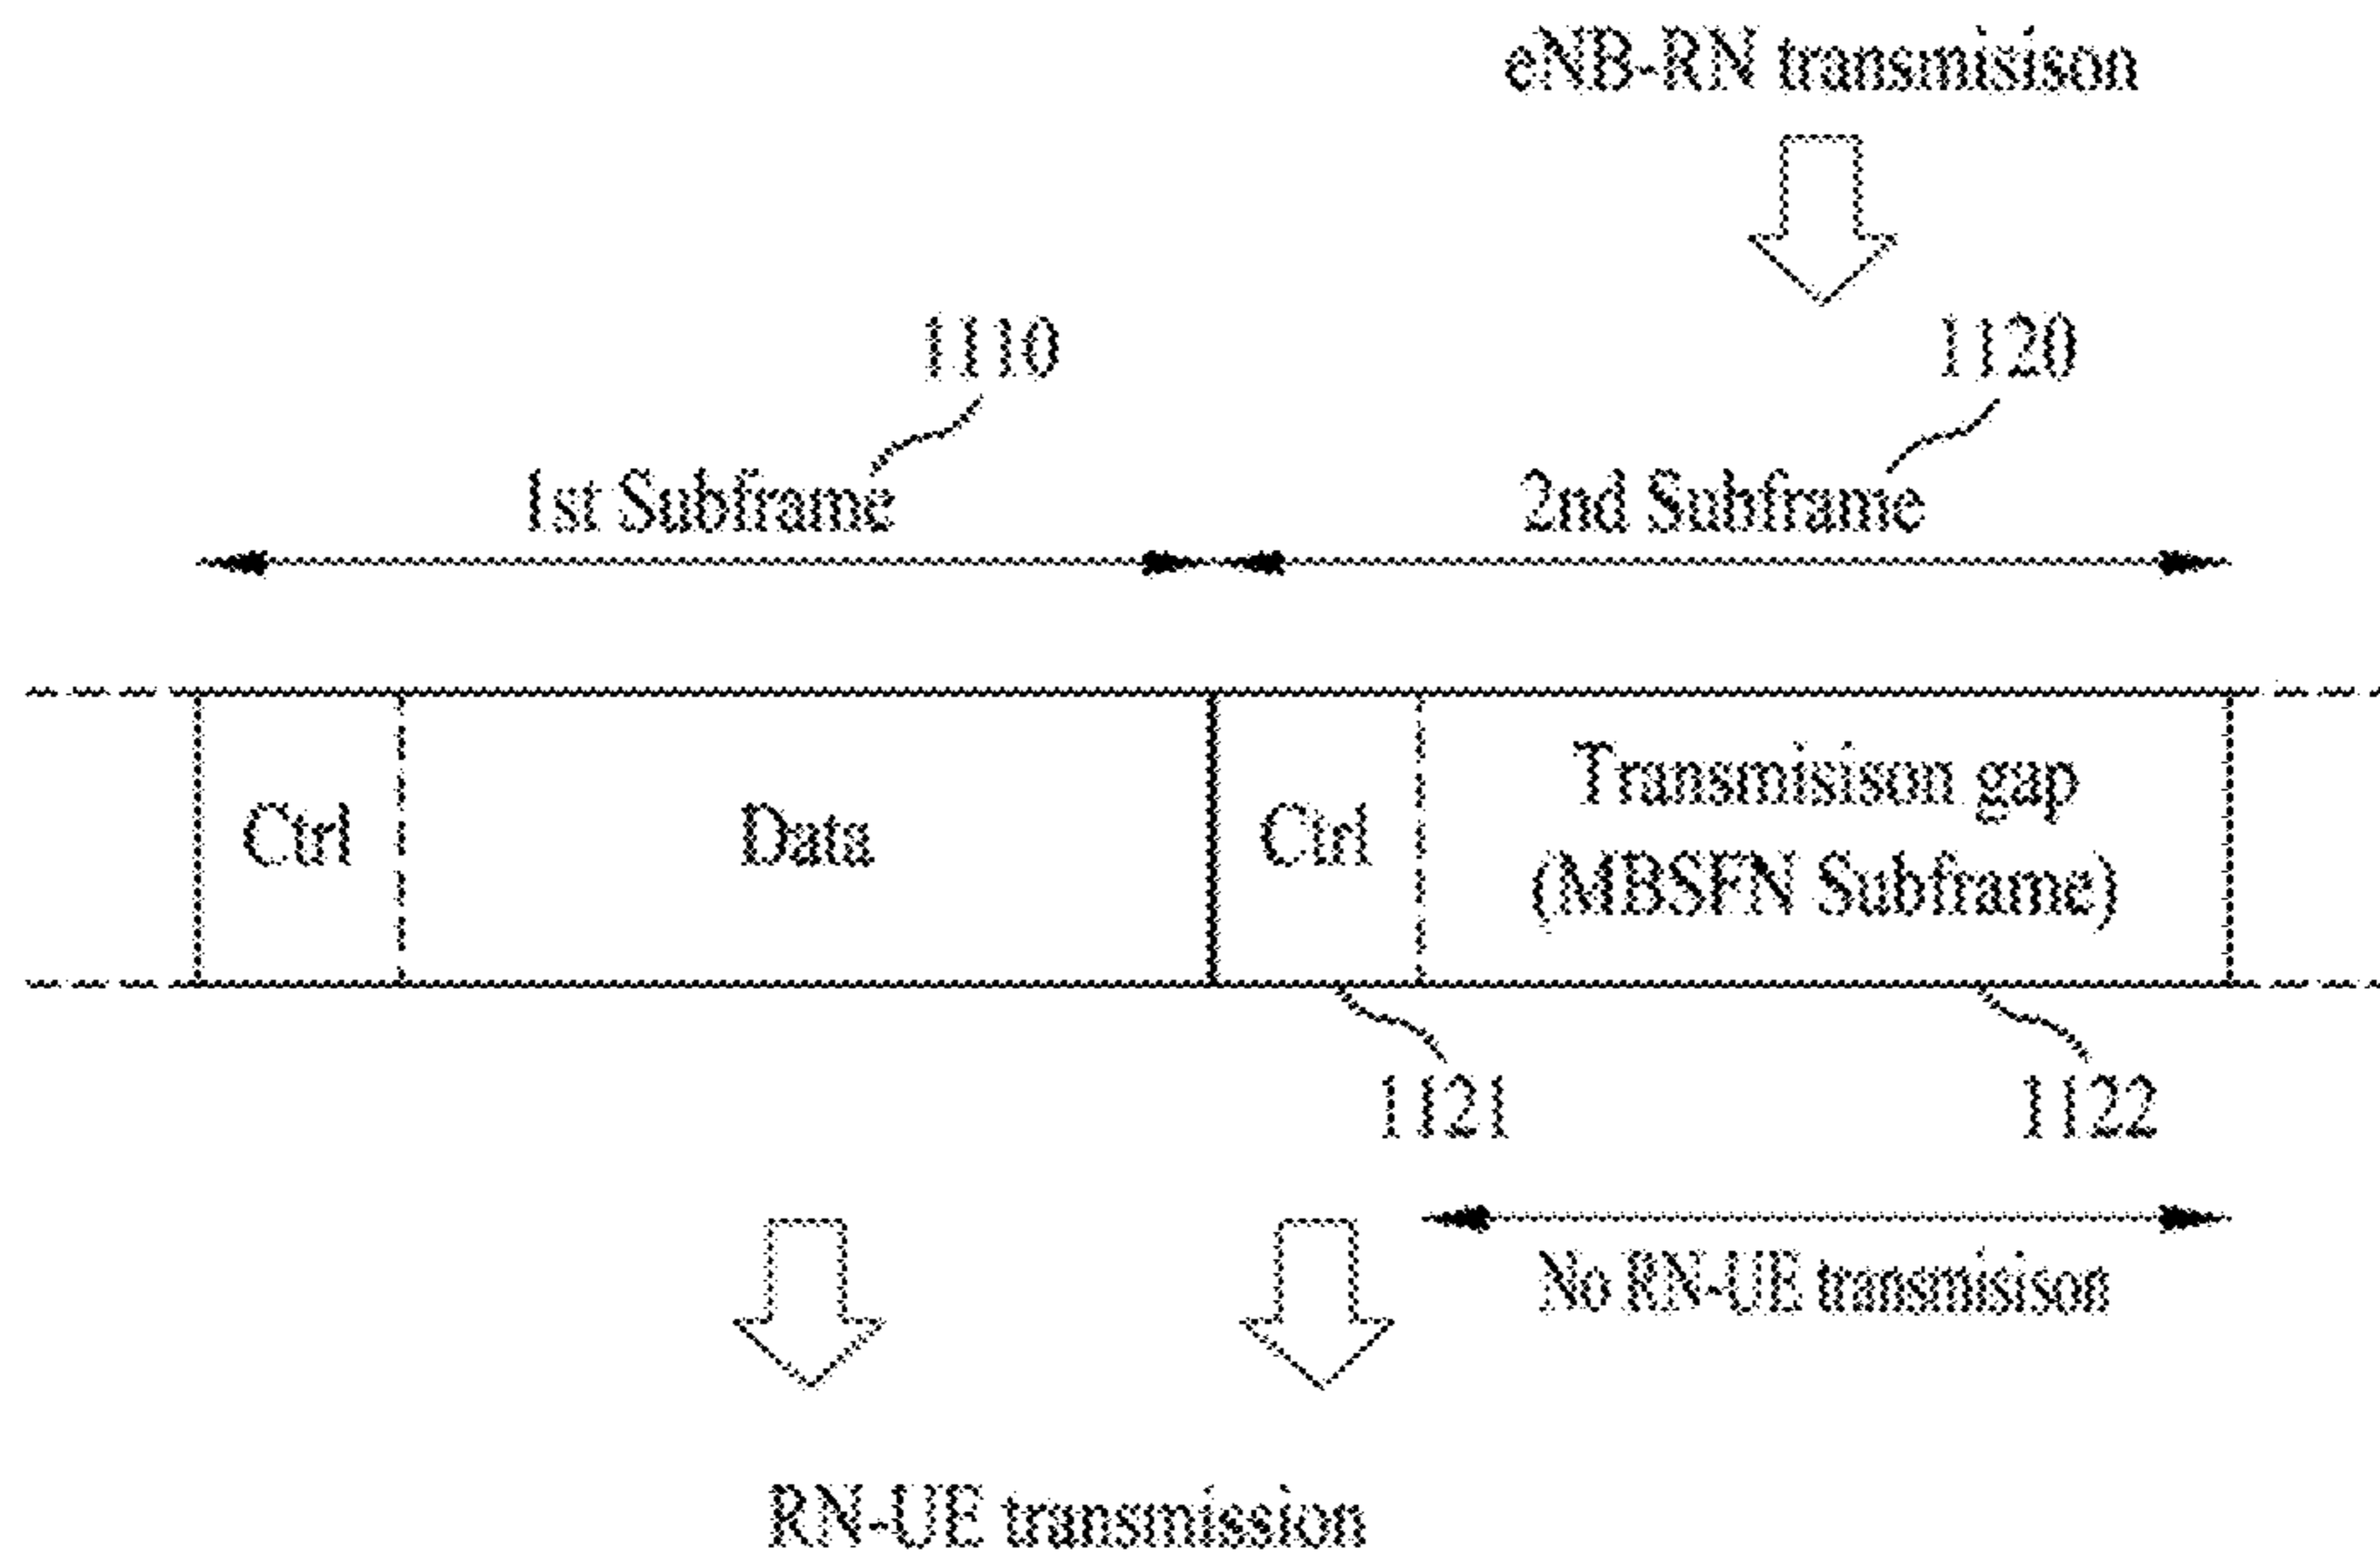 eNB-RN transmisison
1110
1120
1st Subframe
2nd Subframe
Ctrl
Data
Ctrl
Transmisison gap
(MBSFN Subframe)
1121
1122
No RN-UE transmisison
RN-UE transmission